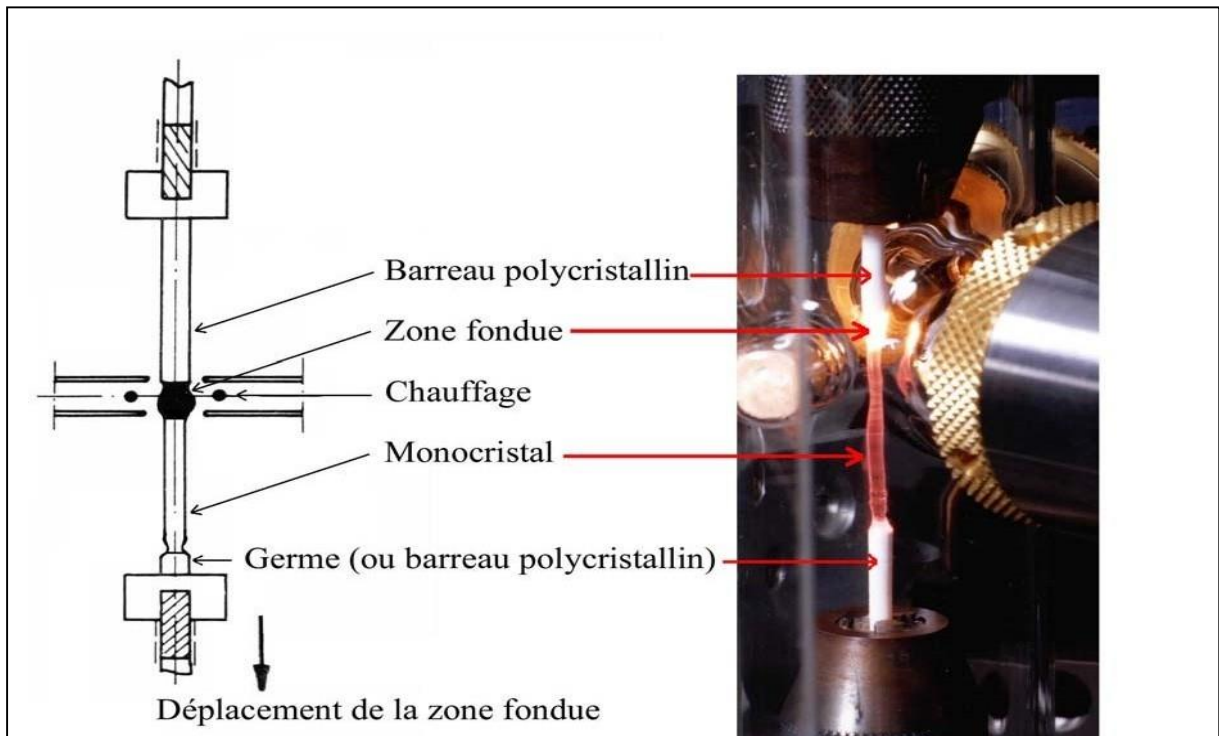 Barreau polycristallin
Zone fondue
Chauffage
Monocristal
Germe (ou barreau polycristallin)
Déplacement de la zone fondue